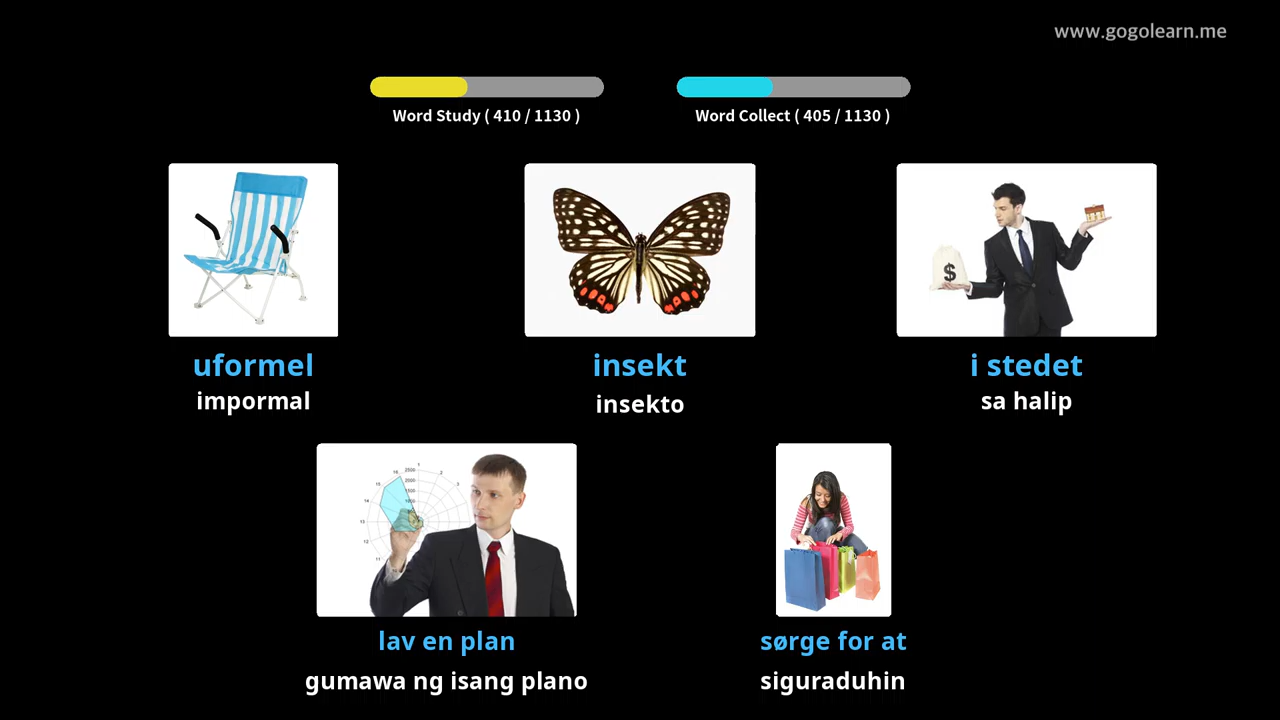 www.gogolearn.me
Word Study ( 410 / 1130 )
Word Collect ( 405 / 1130 )
$
uformel
impormal
insekt
insekto
i stedet
sa halip
lav en plan
gumawa ng isang plano
sørge for at
siguraduhin